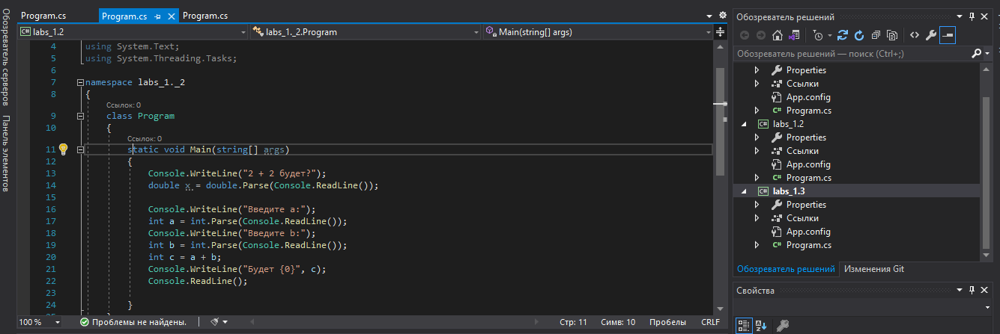 Обозреватель серверов
Панель элементов
Program.cs
Program.cs
Program.cs
labs_1.2
labs_1._2.Program
Main(string[] args)
4 using System.Text;
5 using System.Threading.Tasks;
6
7 namespace labs_1._2
8 {
Ссылок: 0
9 class Program
10 {
Ссылок: 0
11 static void Main(string[] args)
12 {
13 Console.WriteLine("2 + 2 будет?");
14 double x = double.Parse(Console.ReadLine());
15
16 Console.WriteLine("Введите a:");
17 int a = int.Parse(Console.ReadLine());
18 Console.WriteLine("Введите b:");
19 int b = int.Parse(Console.ReadLine());
20 int c = a + b;
21 Console.WriteLine("Будет {0}", c);
22 Console.ReadLine();
23
24 }
100 %
Проблемы не найдены.
Стр: 11
Симв: 10
Пробелы
CRLF
Обозреватель решений
Обозреватель решений — поиск (Ctrl+;)
Properties
Ссылки
App.config
C# Program.cs
C# labs_1.2
Properties
Ссылки
App.config
C# Program.cs
C# labs_1.3
Properties
Ссылки
App.config
C# Program.cs
Обозреватель решений
Изменения Git
Свойства